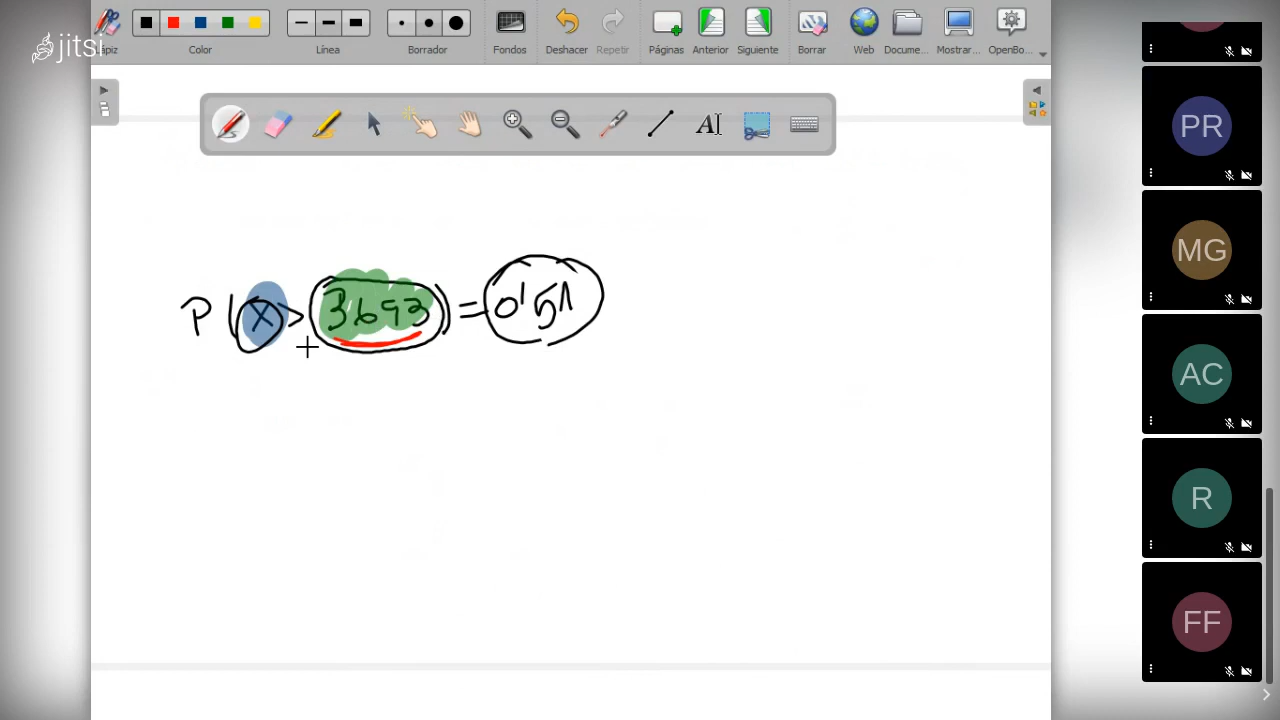 jitsi
Lápiz Color Línea Borrador Fondos Deshacer Repetir Páginas Anterior Siguiente Borrar Web Docume... Mostrar... OpenBo...
P(X > 3693) = 0'51
PR
MG
AC
R
FF